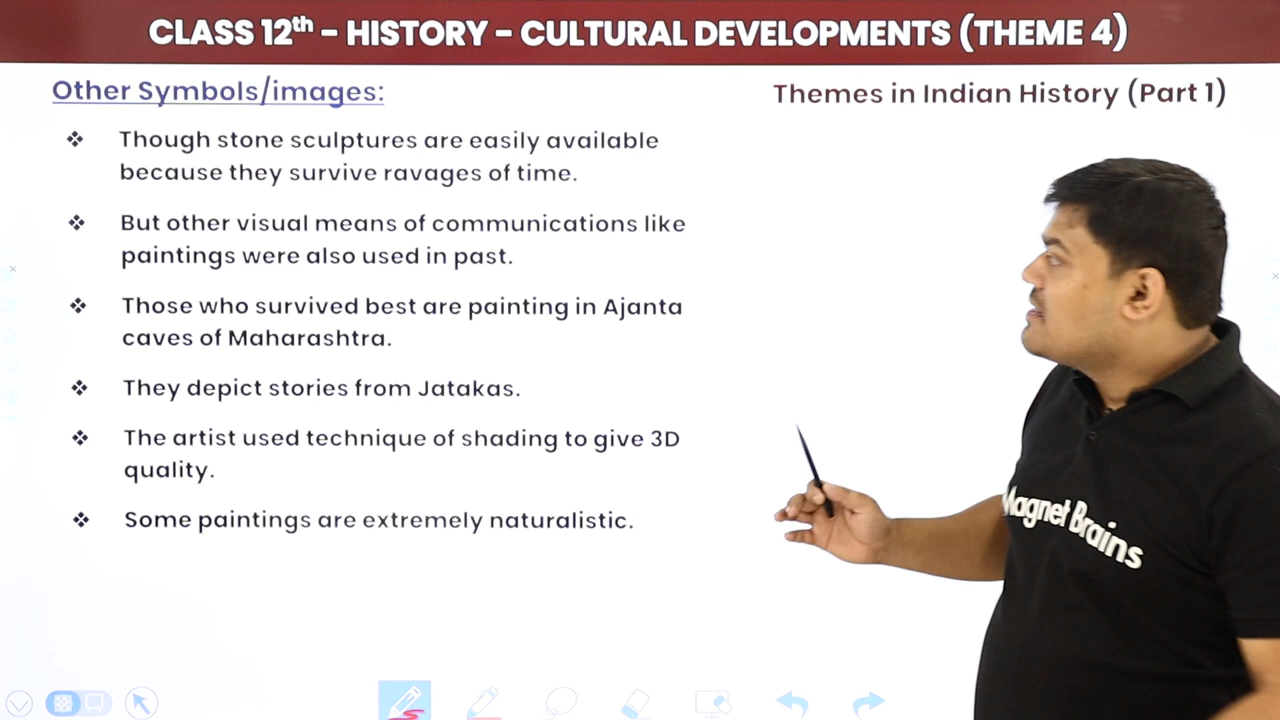 CLASS 12th – HISTORY – CULTURAL DEVELOPMENTS (THEME 4)
Other Symbols/images:
Themes in Indian History (Part 1)
❖ Though stone sculptures are easily available
because they survive ravages of time.
❖ But other visual means of communications like
paintings were also used in past.
❖ Those who survived best are painting in Ajanta
caves of Maharashtra.
❖ They depict stories from Jatakas.
❖ The artist used technique of shading to give 3D
quality.
❖ Some paintings are extremely naturalistic.
Magnet Brains